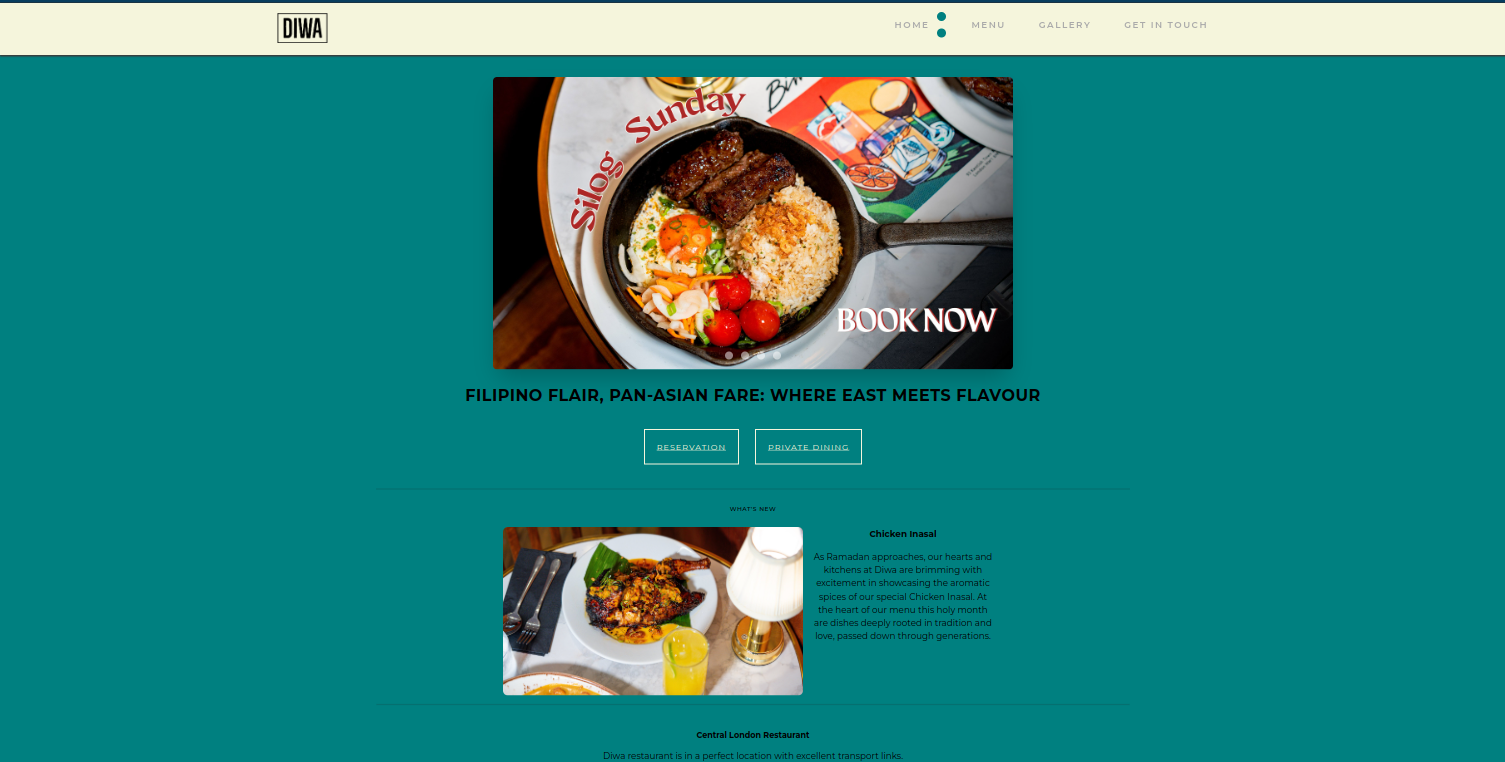 DIWA
HOME
MENU
GALLERY
GET IN TOUCH
Silog Sunday
BOOK NOW
FILIPINO FLAIR, PAN-ASIAN FARE: WHERE EAST MEETS FLAVOUR
RESERVATION
PRIVATE DINING
WHAT'S NEW
Chicken Inasal
As Ramadan approaches, our hearts and
kitchens at Diwa are brimming with
excitement in showcasing the aromatic
spices of our special Chicken Inasal. At
the heart of our menu this holy month
are dishes deeply rooted in tradition and
love, passed down through generations.
Central London Restaurant
Diwa restaurant is in a perfect location with excellent transport links.